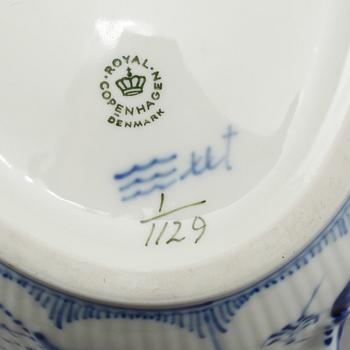 ROYAL
COPENHAGEN
DENMARK
1/1129